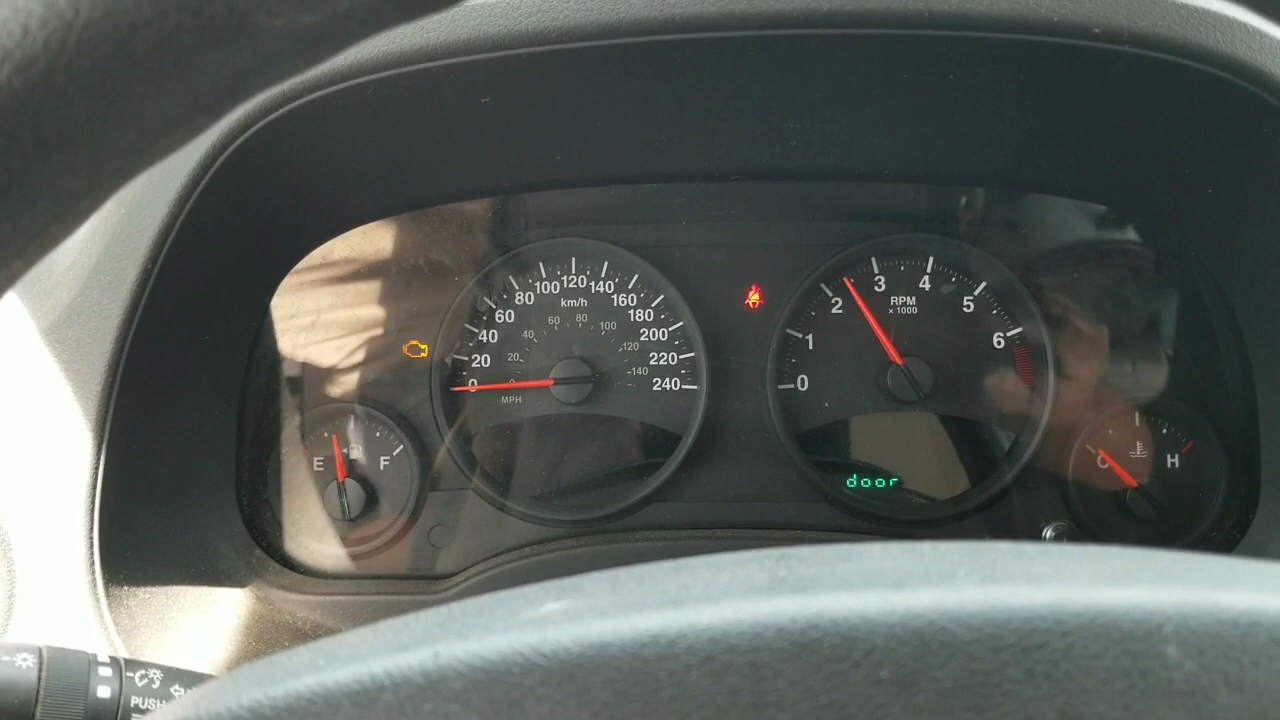 0 20 40 60 80 100 120 140 160 180 200 220 240
km/h
0 20 40 60 80 100 120 140
MPH
0 1 2 3 4 5 6
RPM
x 1000
door
E F
C H
PUSH